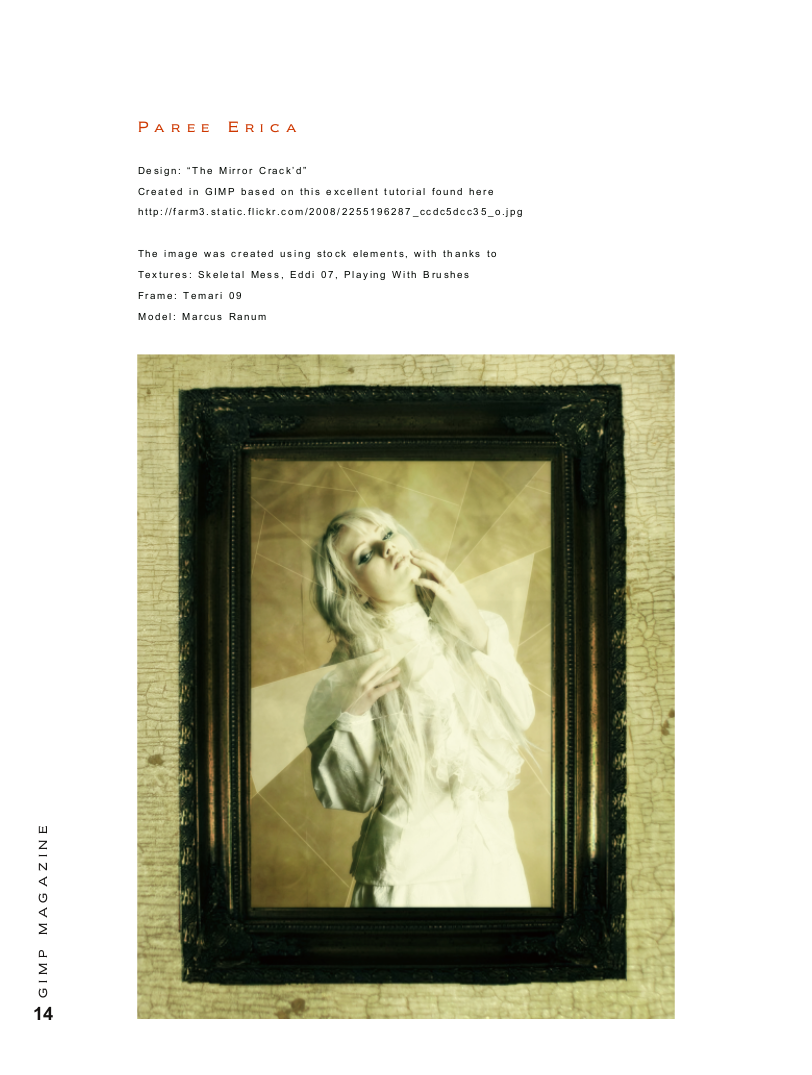 Paree Erica
Design: “The Mirror Crack’d”
Created in GIMP based on this excellent tutorial found here
http://farm3.static.flickr.com/2008/2255196287_ccdc5dcc35_o.jpg
The image was created using stock elements, with thanks to
Textures: Skeletal Mess, Eddi 07, Playing With Brushes
Frame: Temari 09
Model: Marcus Ranum
GIMP MAGAZINE
14